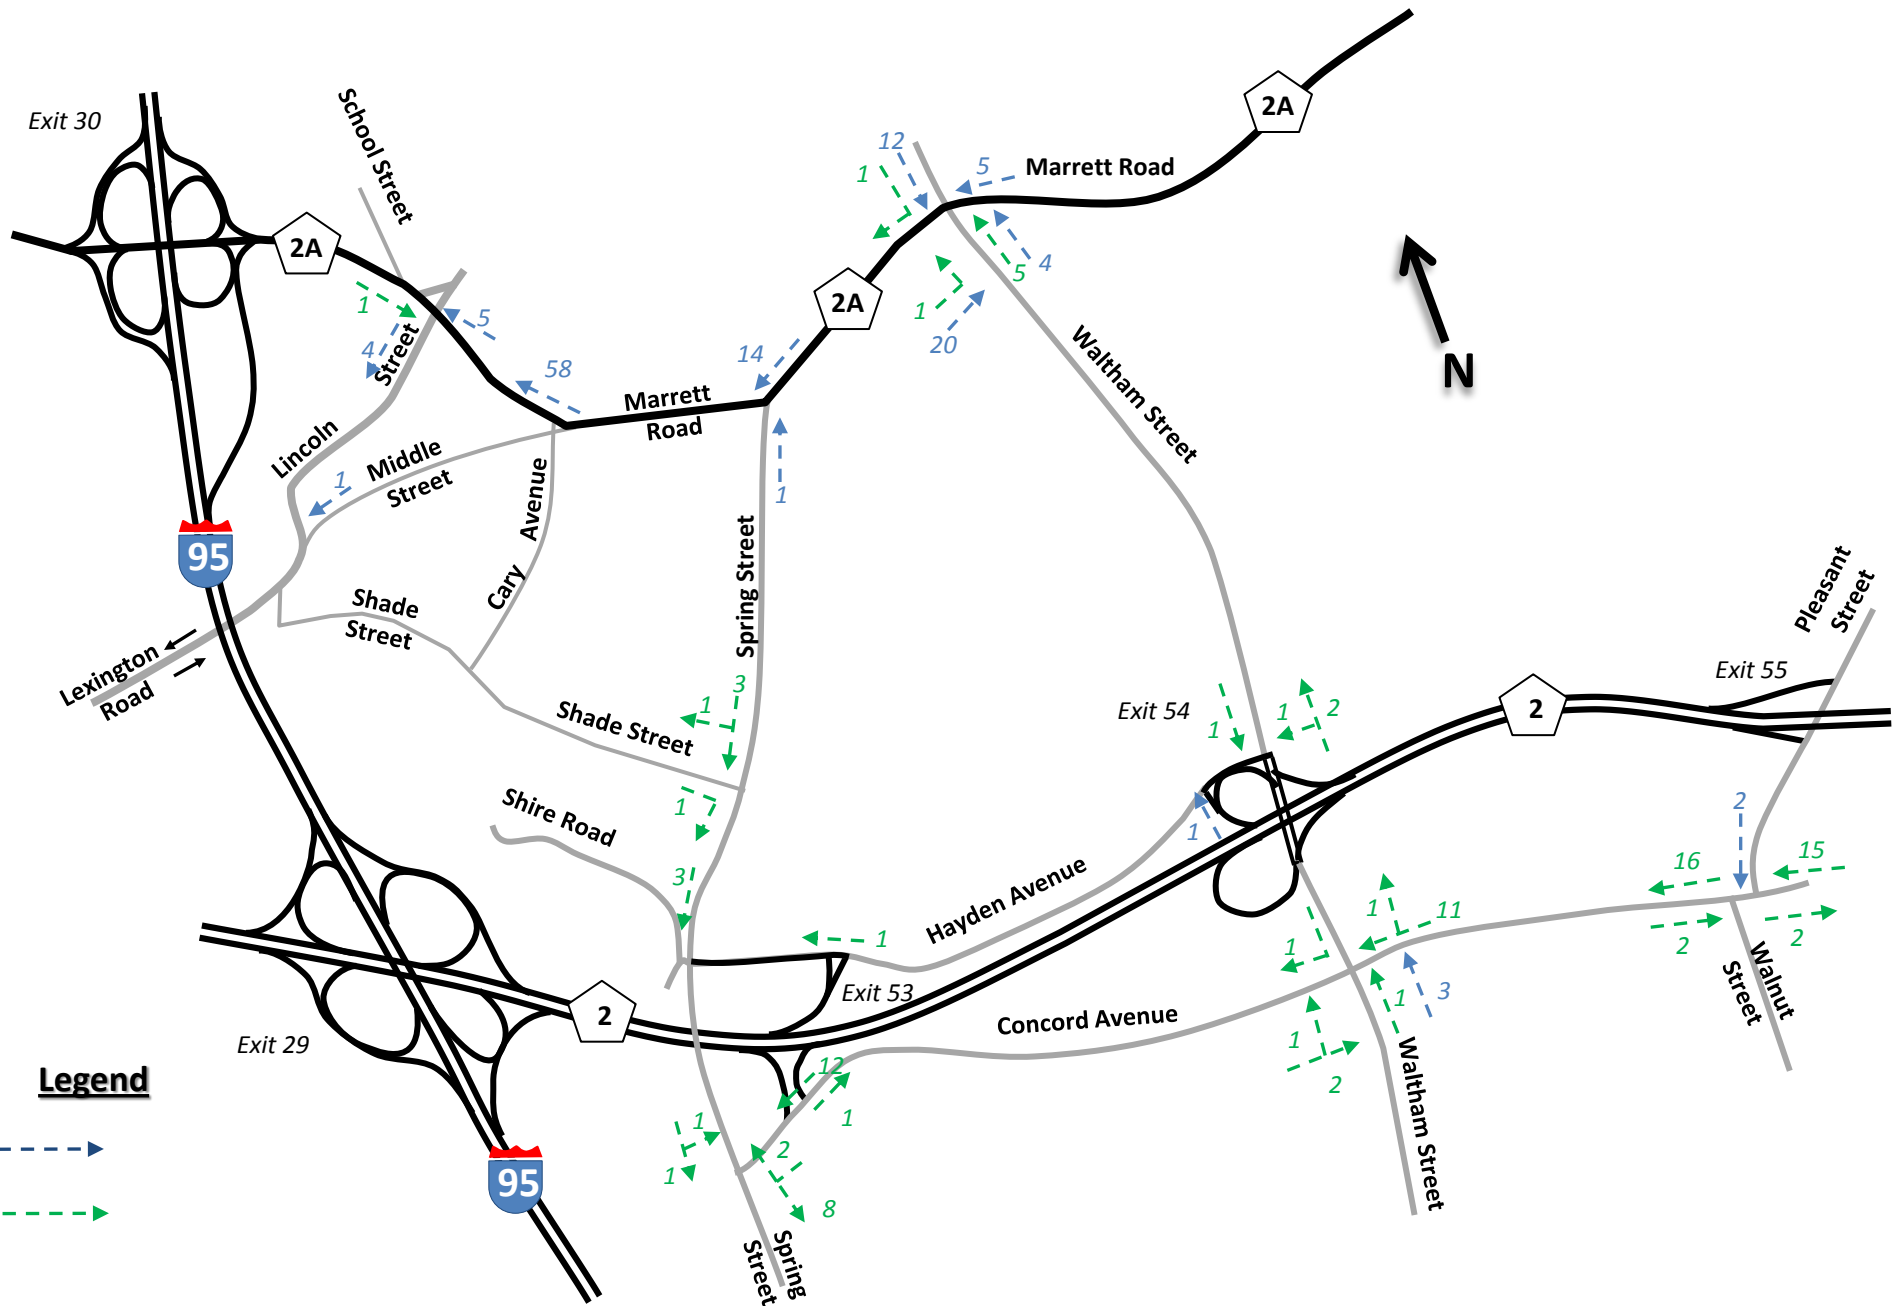 Exit 30
School Street
2A
1
4
5
58
Lincoln
Street
1
Middle
Street
Marrett
Road
14
2A
12
1
5
Marrett Road
2A
5
4
1
20
N
Waltham Street
1
Spring Street
Cary
Avenue
95
Shade
Street
Lexington
Road
Shade Street
1
3
1
Shire Road
3
1
Hayden Avenue
Exit 53
Exit 54
1
1
2
1
2
Exit 55
Pleasant
Street
2
16
15
2
2
Walnut
Street
1
1
11
1
3
1
2
Concord Avenue
Waltham Street
2
Exit 29
12
1
1
1
2
8
Spring
Street
95
Legend